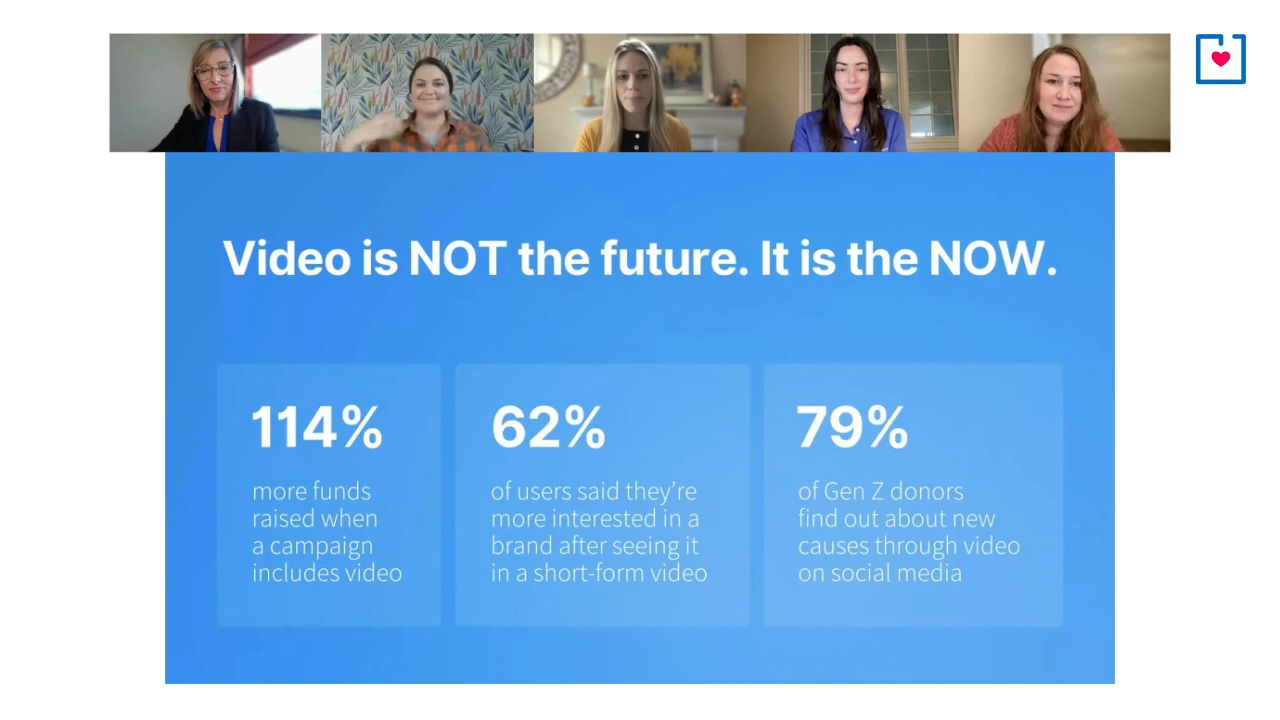 Video is NOT the future. It is the NOW.
114%
more funds
raised when
a campaign
includes video
62%
of users said they're
more interested in a
brand after seeing it
in a short-form video
79%
of Gen Z donors
find out about new
causes through video
on social media